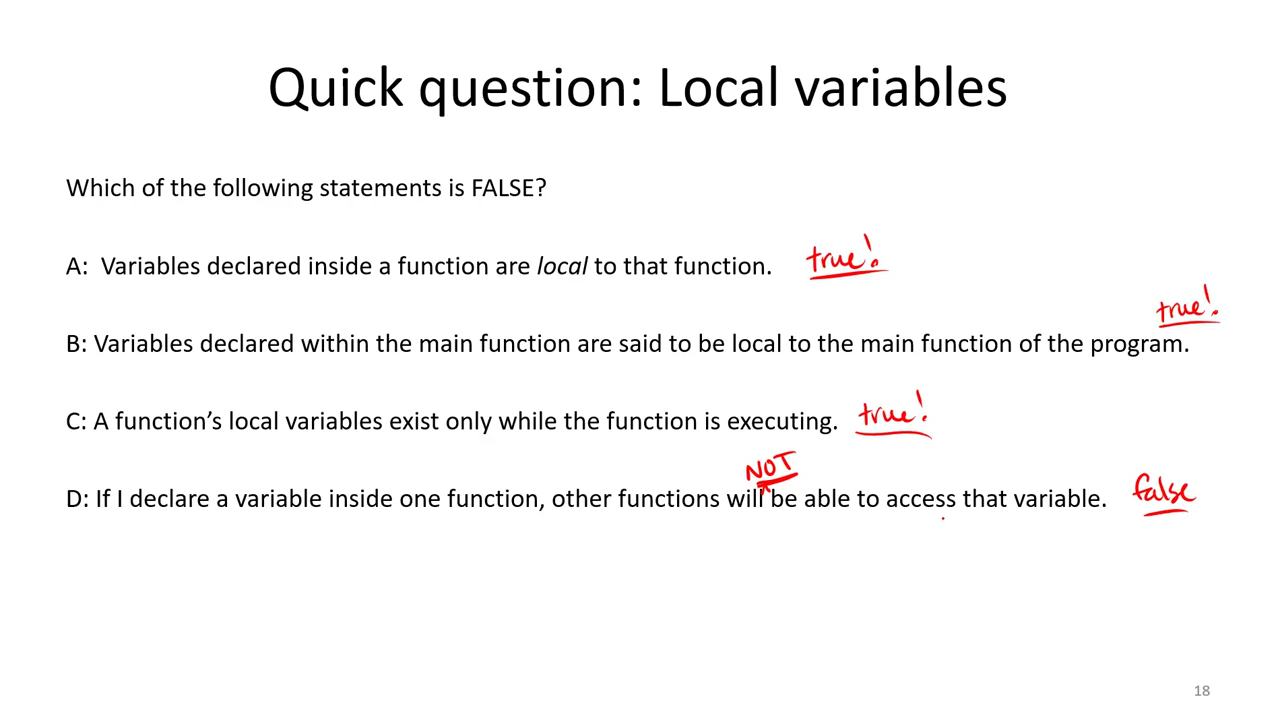 Quick question: Local variables
Which of the following statements is FALSE?
A: Variables declared inside a function are local to that function. true!
true!
B: Variables declared within the main function are said to be local to the main function of the program.
C: A function’s local variables exist only while the function is executing. true!
NOT
D: If I declare a variable inside one function, other functions will be able to access that variable. false
18